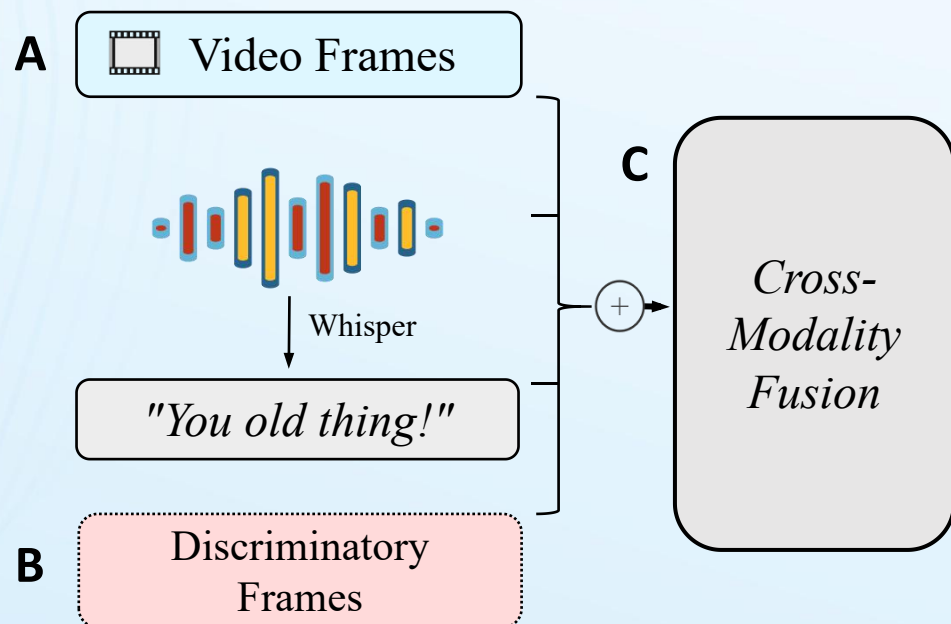 A
Video Frames
Whisper
"You old thing!"
B
Discriminatory
Frames
C
+
Cross-
Modality
Fusion